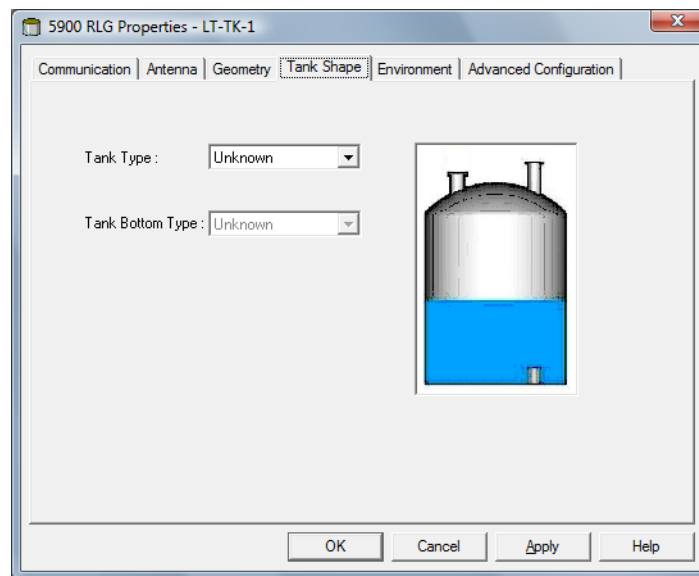 5900 RLG Properties - LT-TK-1
Communication Antenna Geometry Tank Shape Environment Advanced Configuration
Tank Type : Unknown
Tank Bottom Type : Unknown
OK Cancel Apply Help